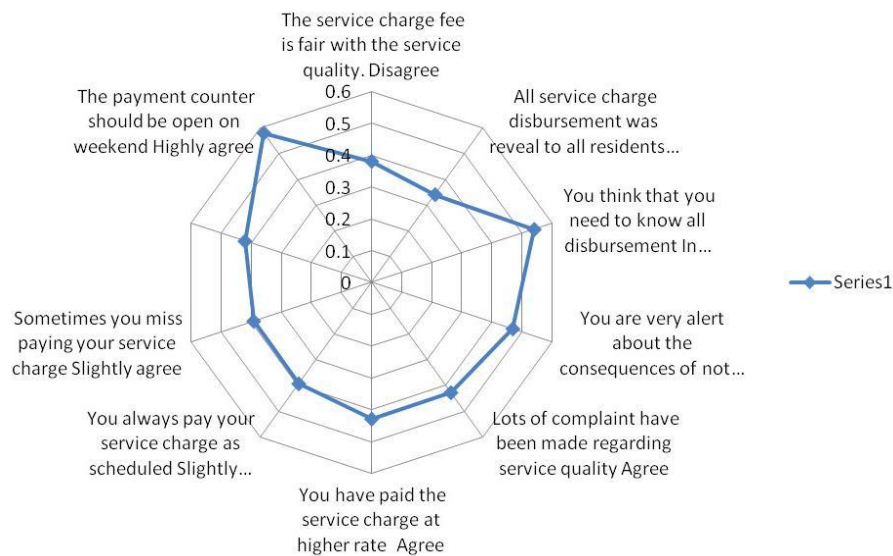 The service charge fee
is fair with the service
quality. Disagree
All service charge
disbursement was
reveal to all residents...
You think that you
need to know all
disbursement In...
You are very alert
about the
consequences of not...
Lots of complaint have
been made regarding
service quality Agree
You have paid the
service charge at
higher rate Agree
You always pay your
service charge as
scheduled Slightly...
Sometimes you miss
paying your service
charge Slightly agree
The payment counter
should be open on
weekend Highly agree
0.6
0.5
0.4
0.3
0.2
0.1
0
Series1